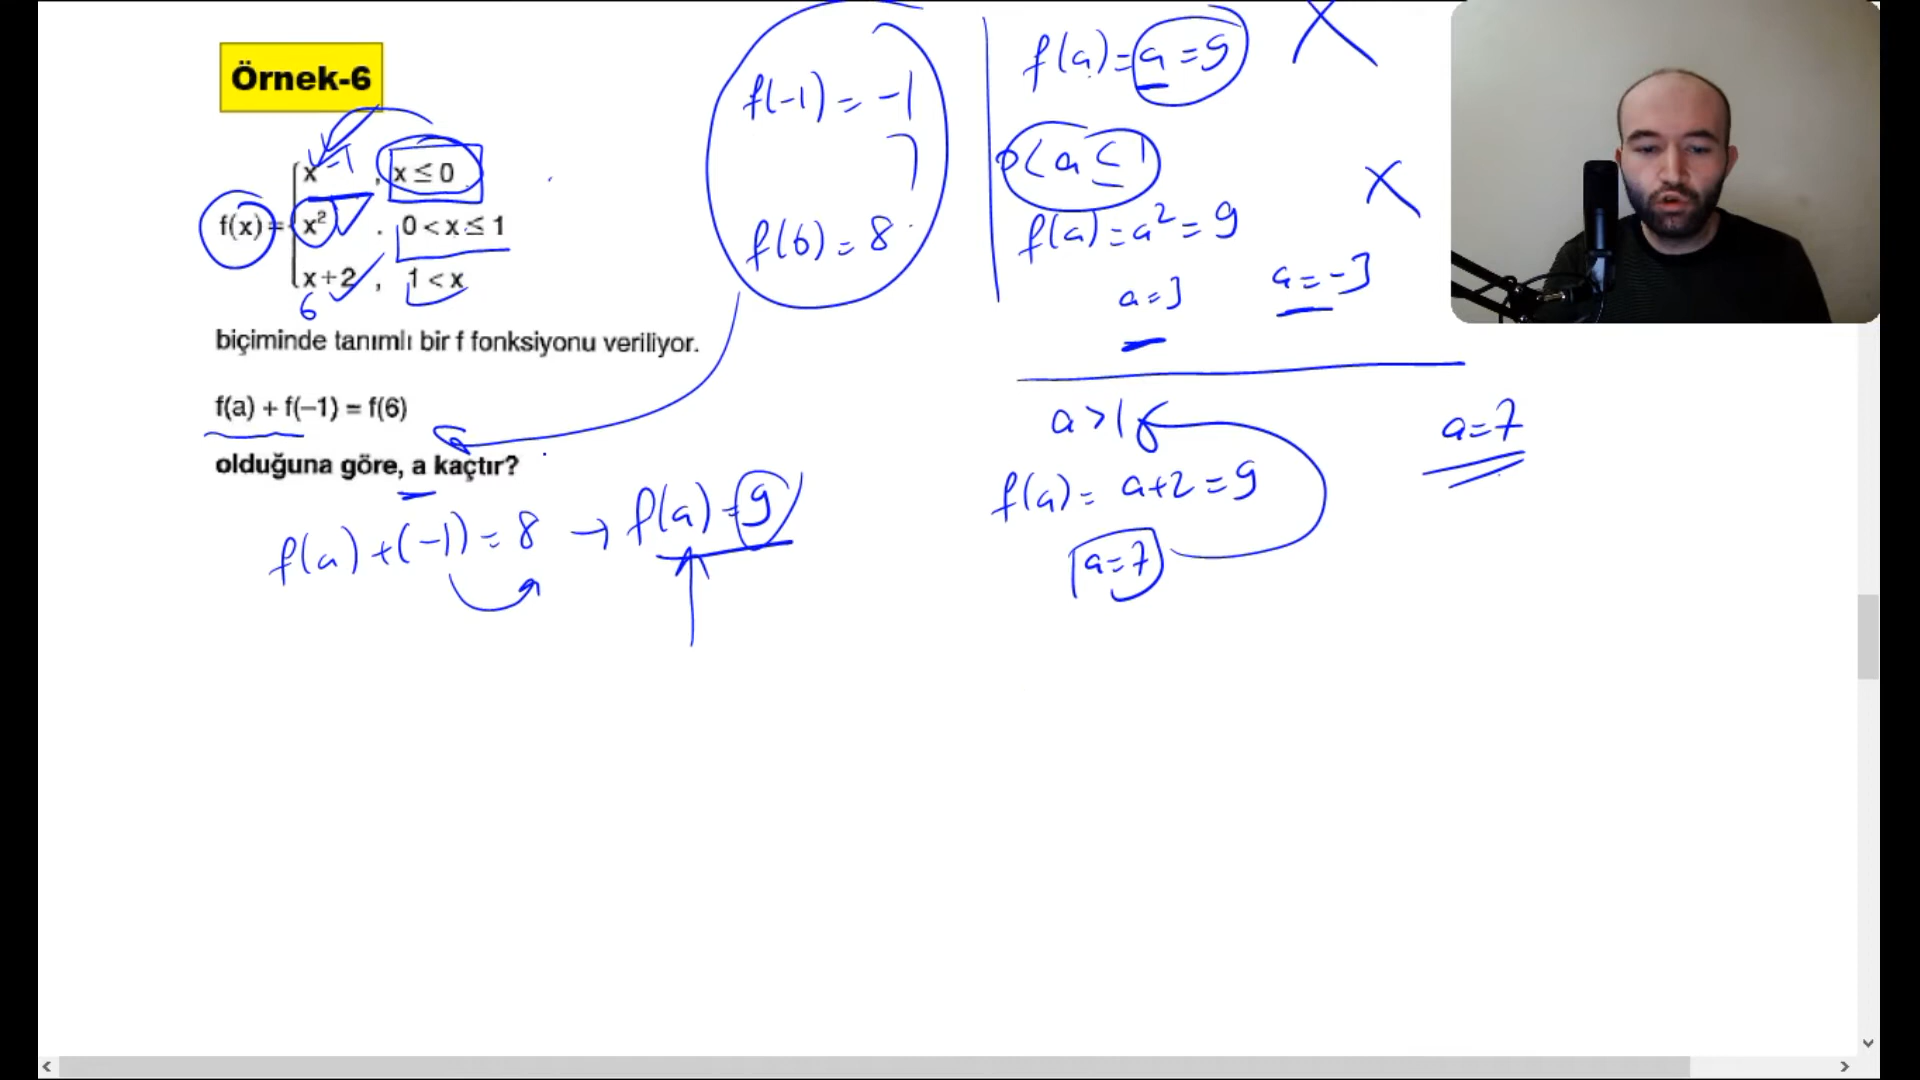 Örnek-6
f(x)= { x , x ≤ 0
x² , 0 < x ≤ 1
x+2 , 1 < x
-1
6
biçiminde tanımlı bir f fonksiyonu veriliyor.
f(a) + f(−1) = f(6)
olduğuna göre, a kaçtır?
f(a)+(-1)=8 → f(a)=9
f(-1)=-1
f(6)=8
f(a)=a=9 X
0<a≤1 X
f(a)=a²=9
a=3 a=-3
a>1
f(a)=a+2=9
a=7
a=7